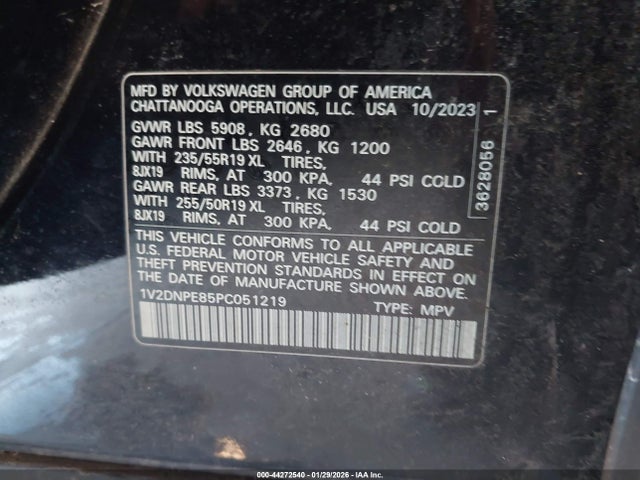 MFD BY VOLKSWAGEN GROUP OF AMERICA
CHATTANOOGA OPERATIONS, LLC. USA 10/2023
GVWR LBS 5908, KG 2680
GAWR FRONT LBS 2646, KG 1200
WITH 235/55R19 XL TIRES,
8JX19 RIMS, AT 300 KPA, 44 PSI COLD
GAWR REAR LBS 3373, KG 1530
WITH 255/50R19 XL TIRES,
8JX19 RIMS, AT 300 KPA, 44 PSI COLD
THIS VEHICLE CONFORMS TO ALL APPLICABLE
U.S. FEDERAL MOTOR VEHICLE SAFETY AND
THEFT PREVENTION STANDARDS IN EFFECT ON
THE DATE OF MANUFACTURE SHOWN ABOVE.
1V2DNPE85PC051219 TYPE: MPV
3628056 1
000-44272540 - 01/29/2026 - IAA Inc.